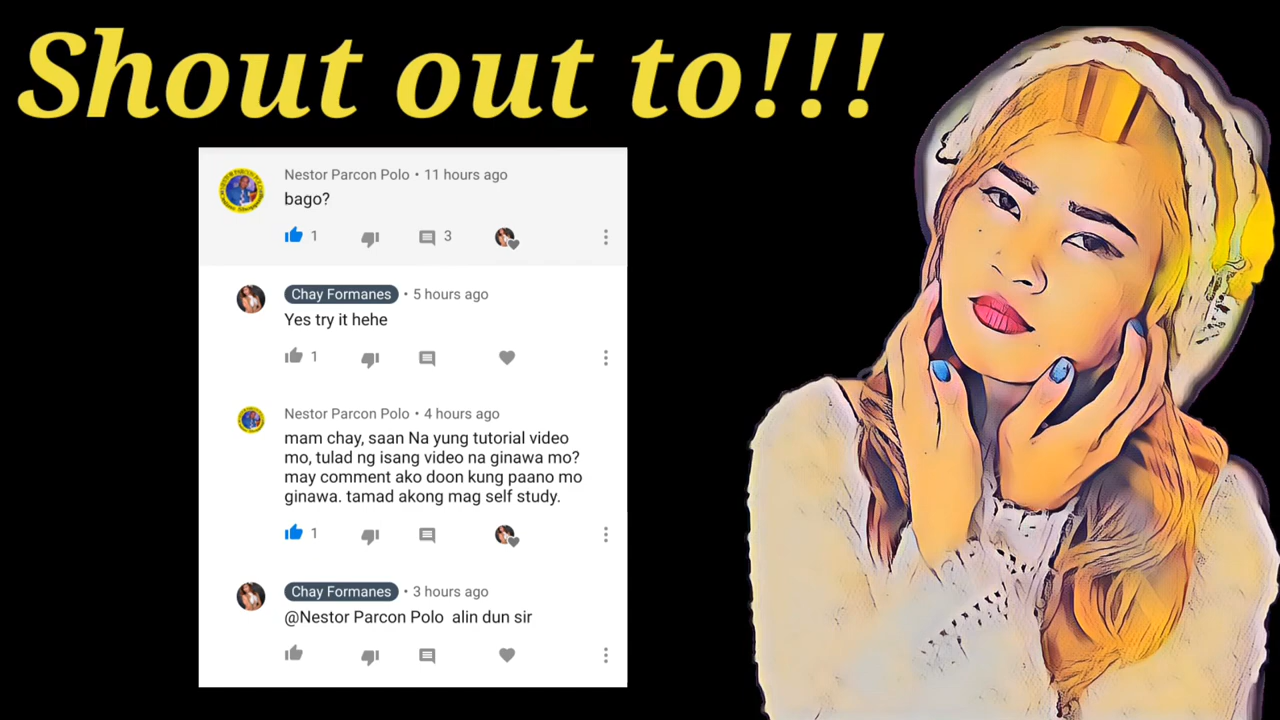 Shout out to!!!
Nestor Parcon Polo • 11 hours ago
bago?
1
3
Chay Formanes • 5 hours ago
Yes try it hehe
1
Nestor Parcon Polo • 4 hours ago
mam chay, saan Na yung tutorial video
mo, tulad ng isang video na ginawa mo?
may comment ako doon kung paano mo
ginawa. tamad akong mag self study.
1
Chay Formanes • 3 hours ago
@Nestor Parcon Polo  alin dun sir